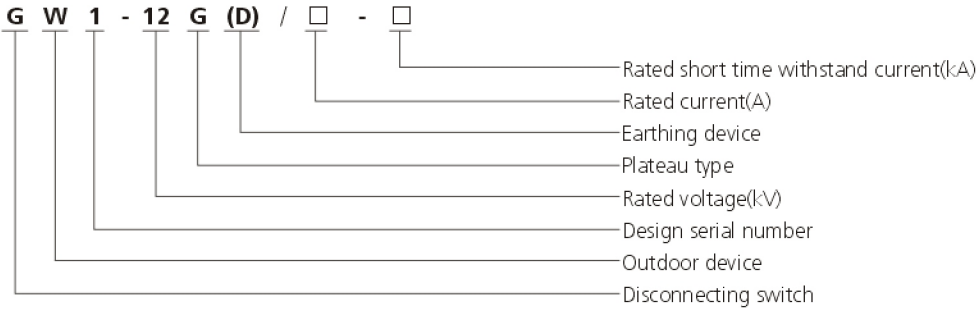 G W 1 - 12 G (D) / □ - □
Rated short time withstand current(kA)
Rated current(A)
Earthing device
Plateau type
Rated voltage(kV)
Design serial number
Outdoor device
Disconnecting switch